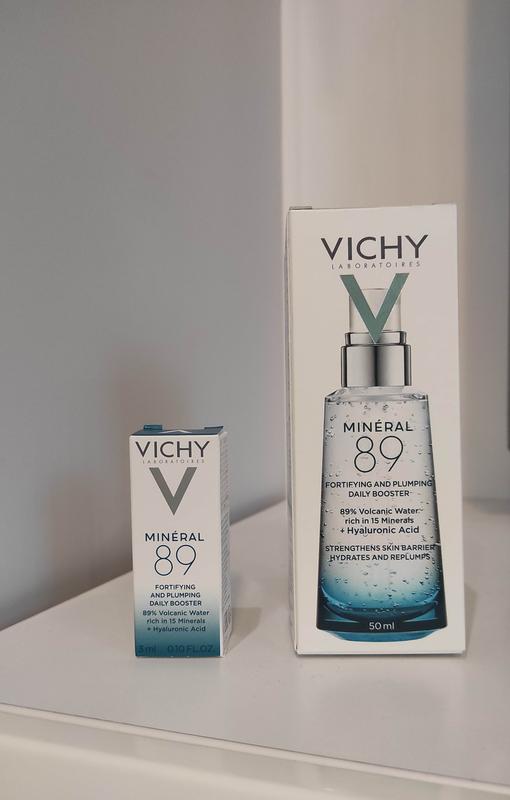 VICHY
LABORATOIRES
MINÉRAL
89
FORTIFYING
AND PLUMPING
DAILY BOOSTER
89% Volcanic Water
rich in 15 Minerals
+ Hyaluronic Acid
3 ml 0.10 FL.OZ.
VICHY
LABORATOIRES
MINÉRAL
89
FORTIFYING AND PLUMPING
DAILY BOOSTER
89% Volcanic Water
rich in 15 Minerals
+ Hyaluronic Acid
STRENGTHENS SKIN BARRIER
HYDRATES AND REPLUMPS
50 ml